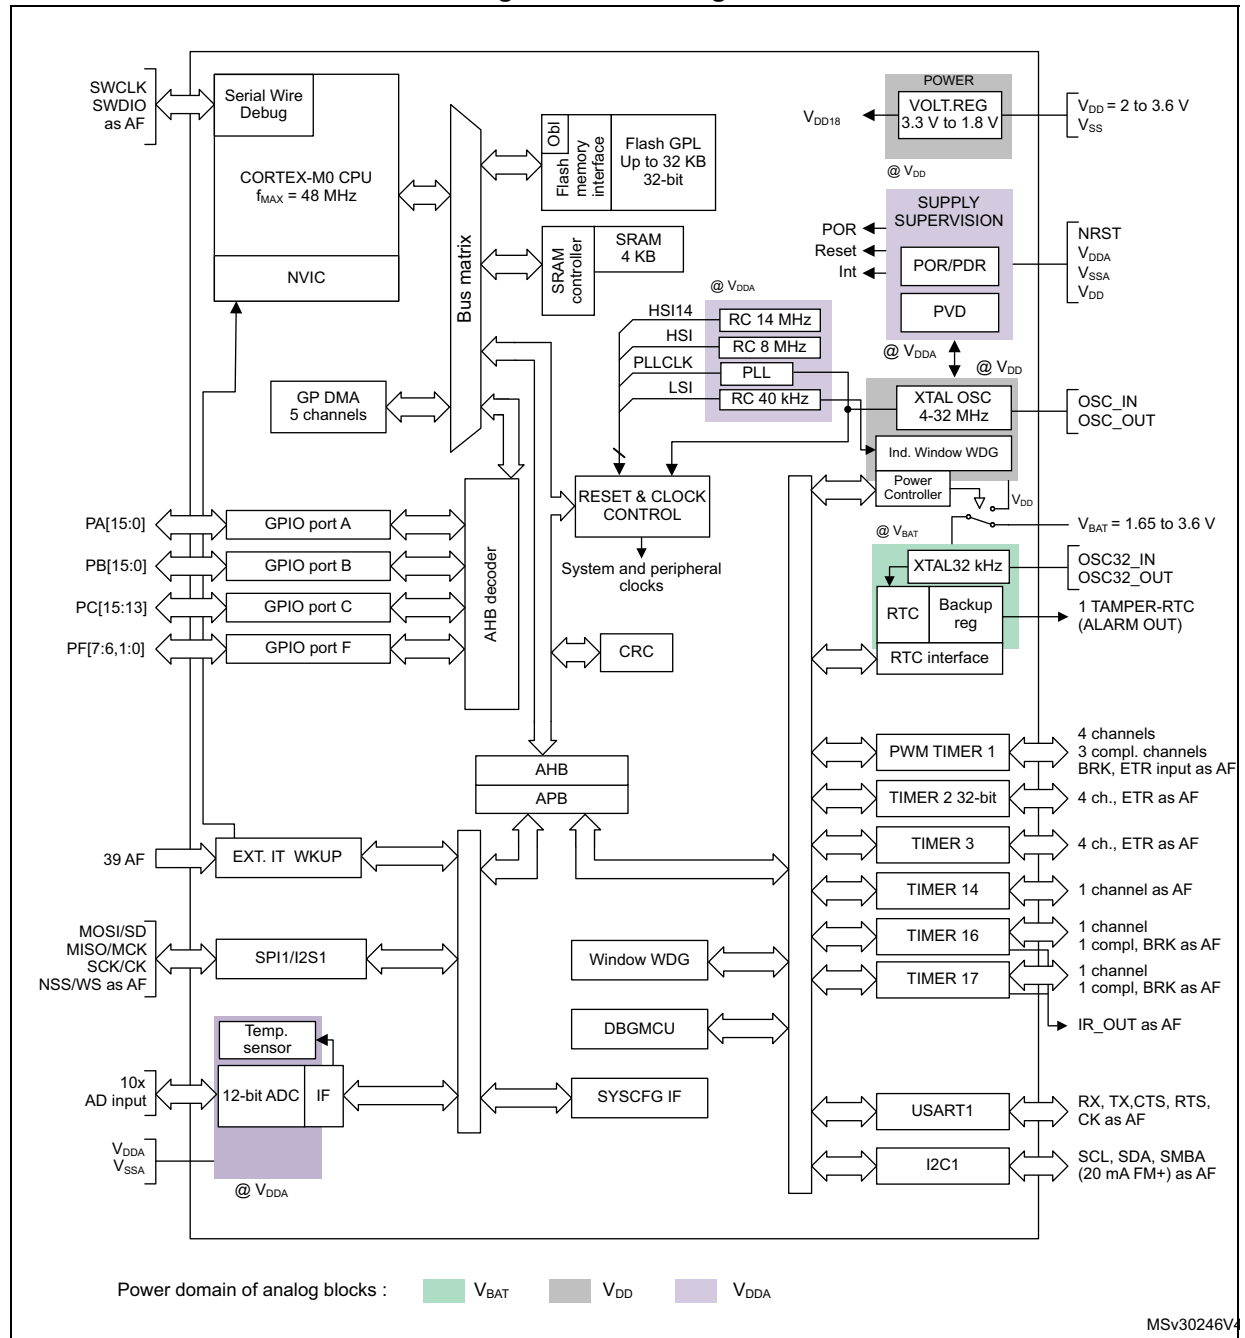 SWCLK
SWDIO
as AF
Serial Wire
Debug
CORTEX-M0 CPU
fMAX = 48 MHz
NVIC
Bus matrix
Obl
Flash
memory
interface
Flash GPL
Up to 32 KB
32-bit
SRAM
controller
SRAM
4 KB
POWER
VOLT.REG
3.3 V to 1.8 V
VDD18
VDD = 2 to 3.6 V
VSS
@ VDD
SUPPLY
SUPERVISION
POR
Reset
Int
POR/PDR
PVD
NRST
VDDA
VSSA
VDD
@ VDDA
@ VDDA
HSI14
HSI
PLLCLK
LSI
RC 14 MHz
RC 8 MHz
PLL
RC 40 kHz
@ VDD
XTAL OSC
4-32 MHz
OSC_IN
OSC_OUT
Ind. Window WDG
Power
Controller
VDD
@ VBAT
VBAT = 1.65 to 3.6 V
XTAL32 kHz
OSC32_IN
OSC32_OUT
RTC
Backup
reg
1 TAMPER-RTC
(ALARM OUT)
RTC interface
GP DMA
5 channels
RESET & CLOCK
CONTROL
System and peripheral
clocks
PA[15:0]
GPIO port A
PB[15:0]
GPIO port B
PC[15:13]
GPIO port C
PF[7:6,1:0]
GPIO port F
AHB decoder
CRC
AHB
APB
PWM TIMER 1
4 channels
3 compl. channels
BRK, ETR input as AF
TIMER 2 32-bit
4 ch., ETR as AF
TIMER 3
4 ch., ETR as AF
TIMER 14
1 channel as AF
TIMER 16
1 channel
1 compl, BRK as AF
TIMER 17
1 channel
1 compl, BRK as AF
IR_OUT as AF
39 AF
EXT. IT WKUP
MOSI/SD
MISO/MCK
SCK/CK
NSS/WS as AF
SPI1/I2S1
Window WDG
DBGMCU
Temp.
sensor
10x
AD input
12-bit ADC
IF
SYSCFG IF
USART1
RX, TX,CTS, RTS,
CK as AF
I2C1
SCL, SDA, SMBA
(20 mA FM+) as AF
VDDA
VSSA
@ VDDA
Power domain of analog blocks :
VBAT
VDD
VDDA